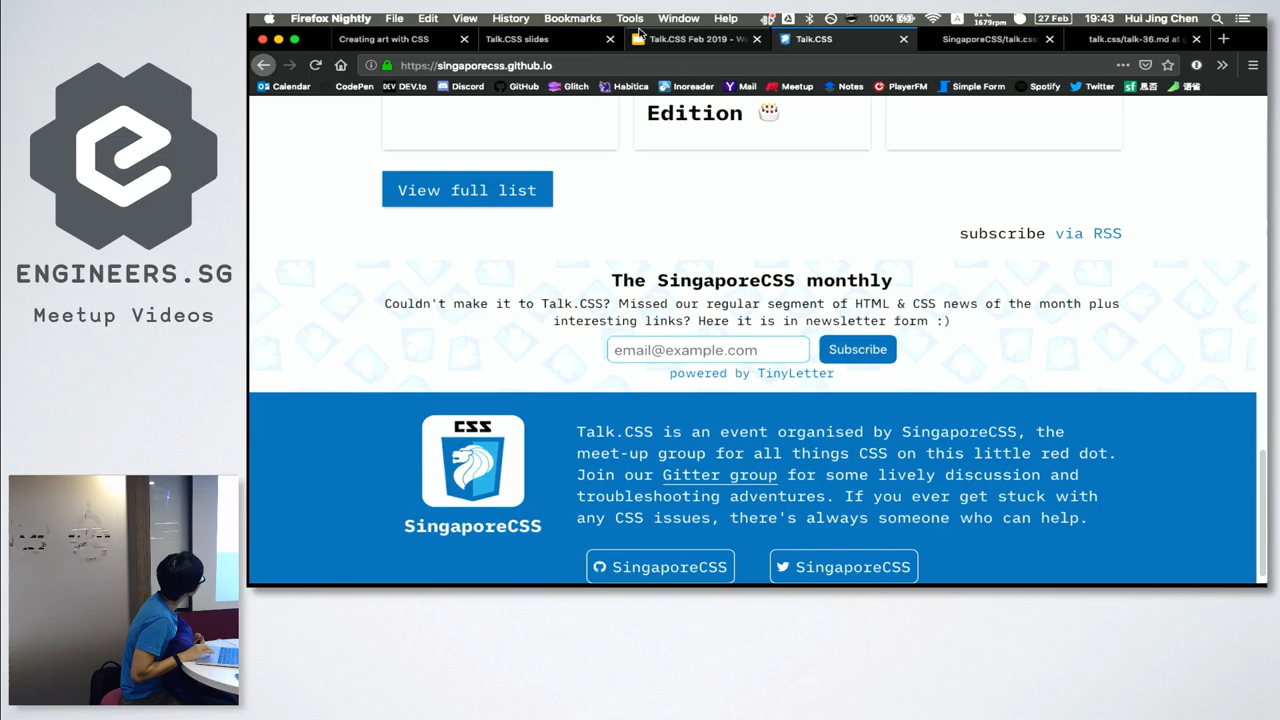 Firefox Nightly File Edit View History Bookmarks Tools Window Help 100% A 1679rpm 27 Feb 19:43 Hui Jing Chen
Creating art with CSS Talk.CSS slides Talk.CSS Feb 2019 - W Talk.CSS SingaporeCSS/talk.css talk.css/talk-36.md at
https://singaporecss.github.io
Calendar CodePen DEV DEV.to Discord GitHub Glitch Habitica Inoreader Mail Meetup Notes PlayerFM Simple Form Spotify Twitter sf 思否 语雀
Edition
View full list
subscribe via RSS
The SingaporeCSS monthly
Couldn't make it to Talk.CSS? Missed our regular segment of HTML & CSS news of the month plus
interesting links? Here it is in newsletter form :)
email@example.com Subscribe
powered by TinyLetter
CSS
SingaporeCSS
Talk.CSS is an event organised by SingaporeCSS, the
meet-up group for all things CSS on this little red dot.
Join our Gitter group for some lively discussion and
troubleshooting adventures. If you ever get stuck with
any CSS issues, there's always someone who can help.
SingaporeCSS SingaporeCSS
ENGINEERS.SG
Meetup Videos